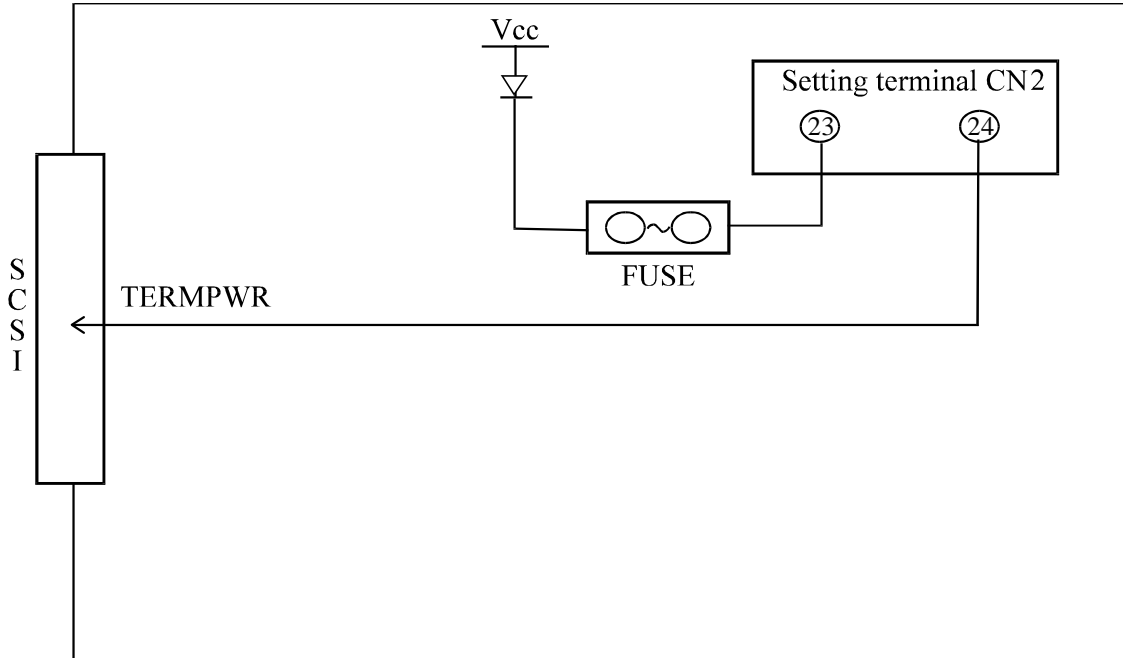 Vcc
Setting terminal CN2
23
24
FUSE
TERMPWR
S
C
S
I